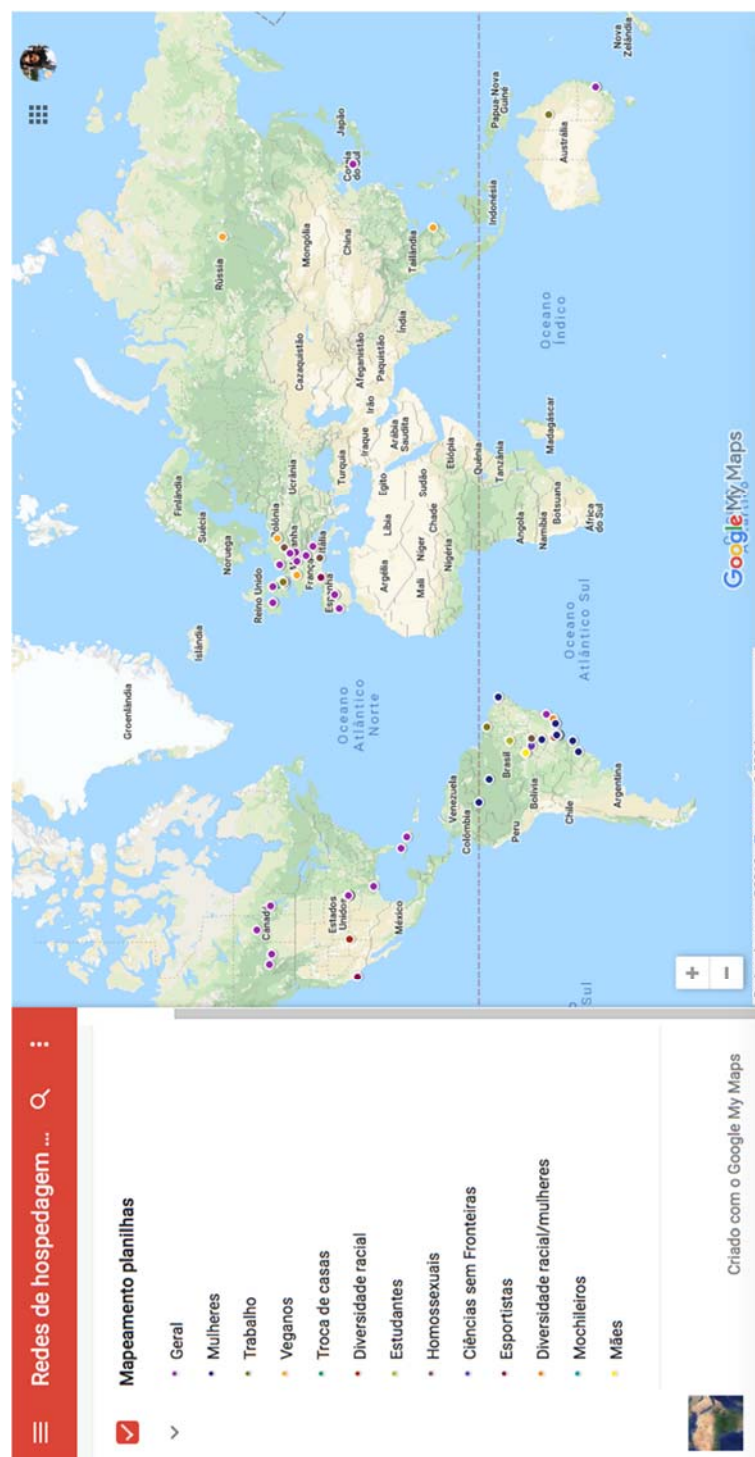 Redes de hospedagem ...
Mapeamento planilhas
Geral
Mulheres
Trabalho
Veganos
Troca de casas
Diversidade racial
Estudantes
Homossexuais
Ciências sem Fronteiras
Esportistas
Diversidade racial/mulheres
Mochileiros
Mães
Criado com o Google My Maps
Groenlândia
Islândia
Canadá
Estados
Unidos
México
Oceano
Atlântico
Norte
Venezuela
Colômbia
Peru
Brasil
Bolívia
Chile
Argentina
Oceano
Atlântico Sul
Finlândia
Suécia
Noruega
Reino Unido
Polônia
Ucrânia
França
Espanha
Itália
Turquia
Rússia
Cazaquistão
Mongólia
China
Coreia
do Sul
Japão
Iraque
Irão
Afeganistão
Paquistão
Índia
Tailândia
Arábia
Saudita
Argélia
Líbia
Egito
Mali
Níger
Chade
Sudão
Nigéria
Etiópia
Quênia
Tanzânia
Angola
Namíbia
Botsuana
Madagáscar
África
do Sul
Oceano
Índico
Indonésia
Papua-Nova
Guiné
Austrália
Nova
Zelândia
Sul
+
−
Google My Maps